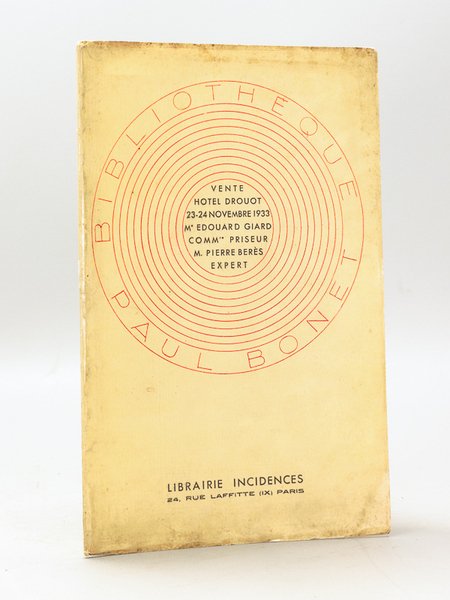 BIBLIOTHÈQUE
PAUL BONET
VENTE
HOTEL DROUOT
23-24 NOVEMBRE 1933
Me EDOUARD GIARD
COMMre PRISEUR
M. PIERRE BERÈS
EXPERT
LIBRAIRIE INCIDENCES
24, RUE LAFFITTE (IX) PARIS